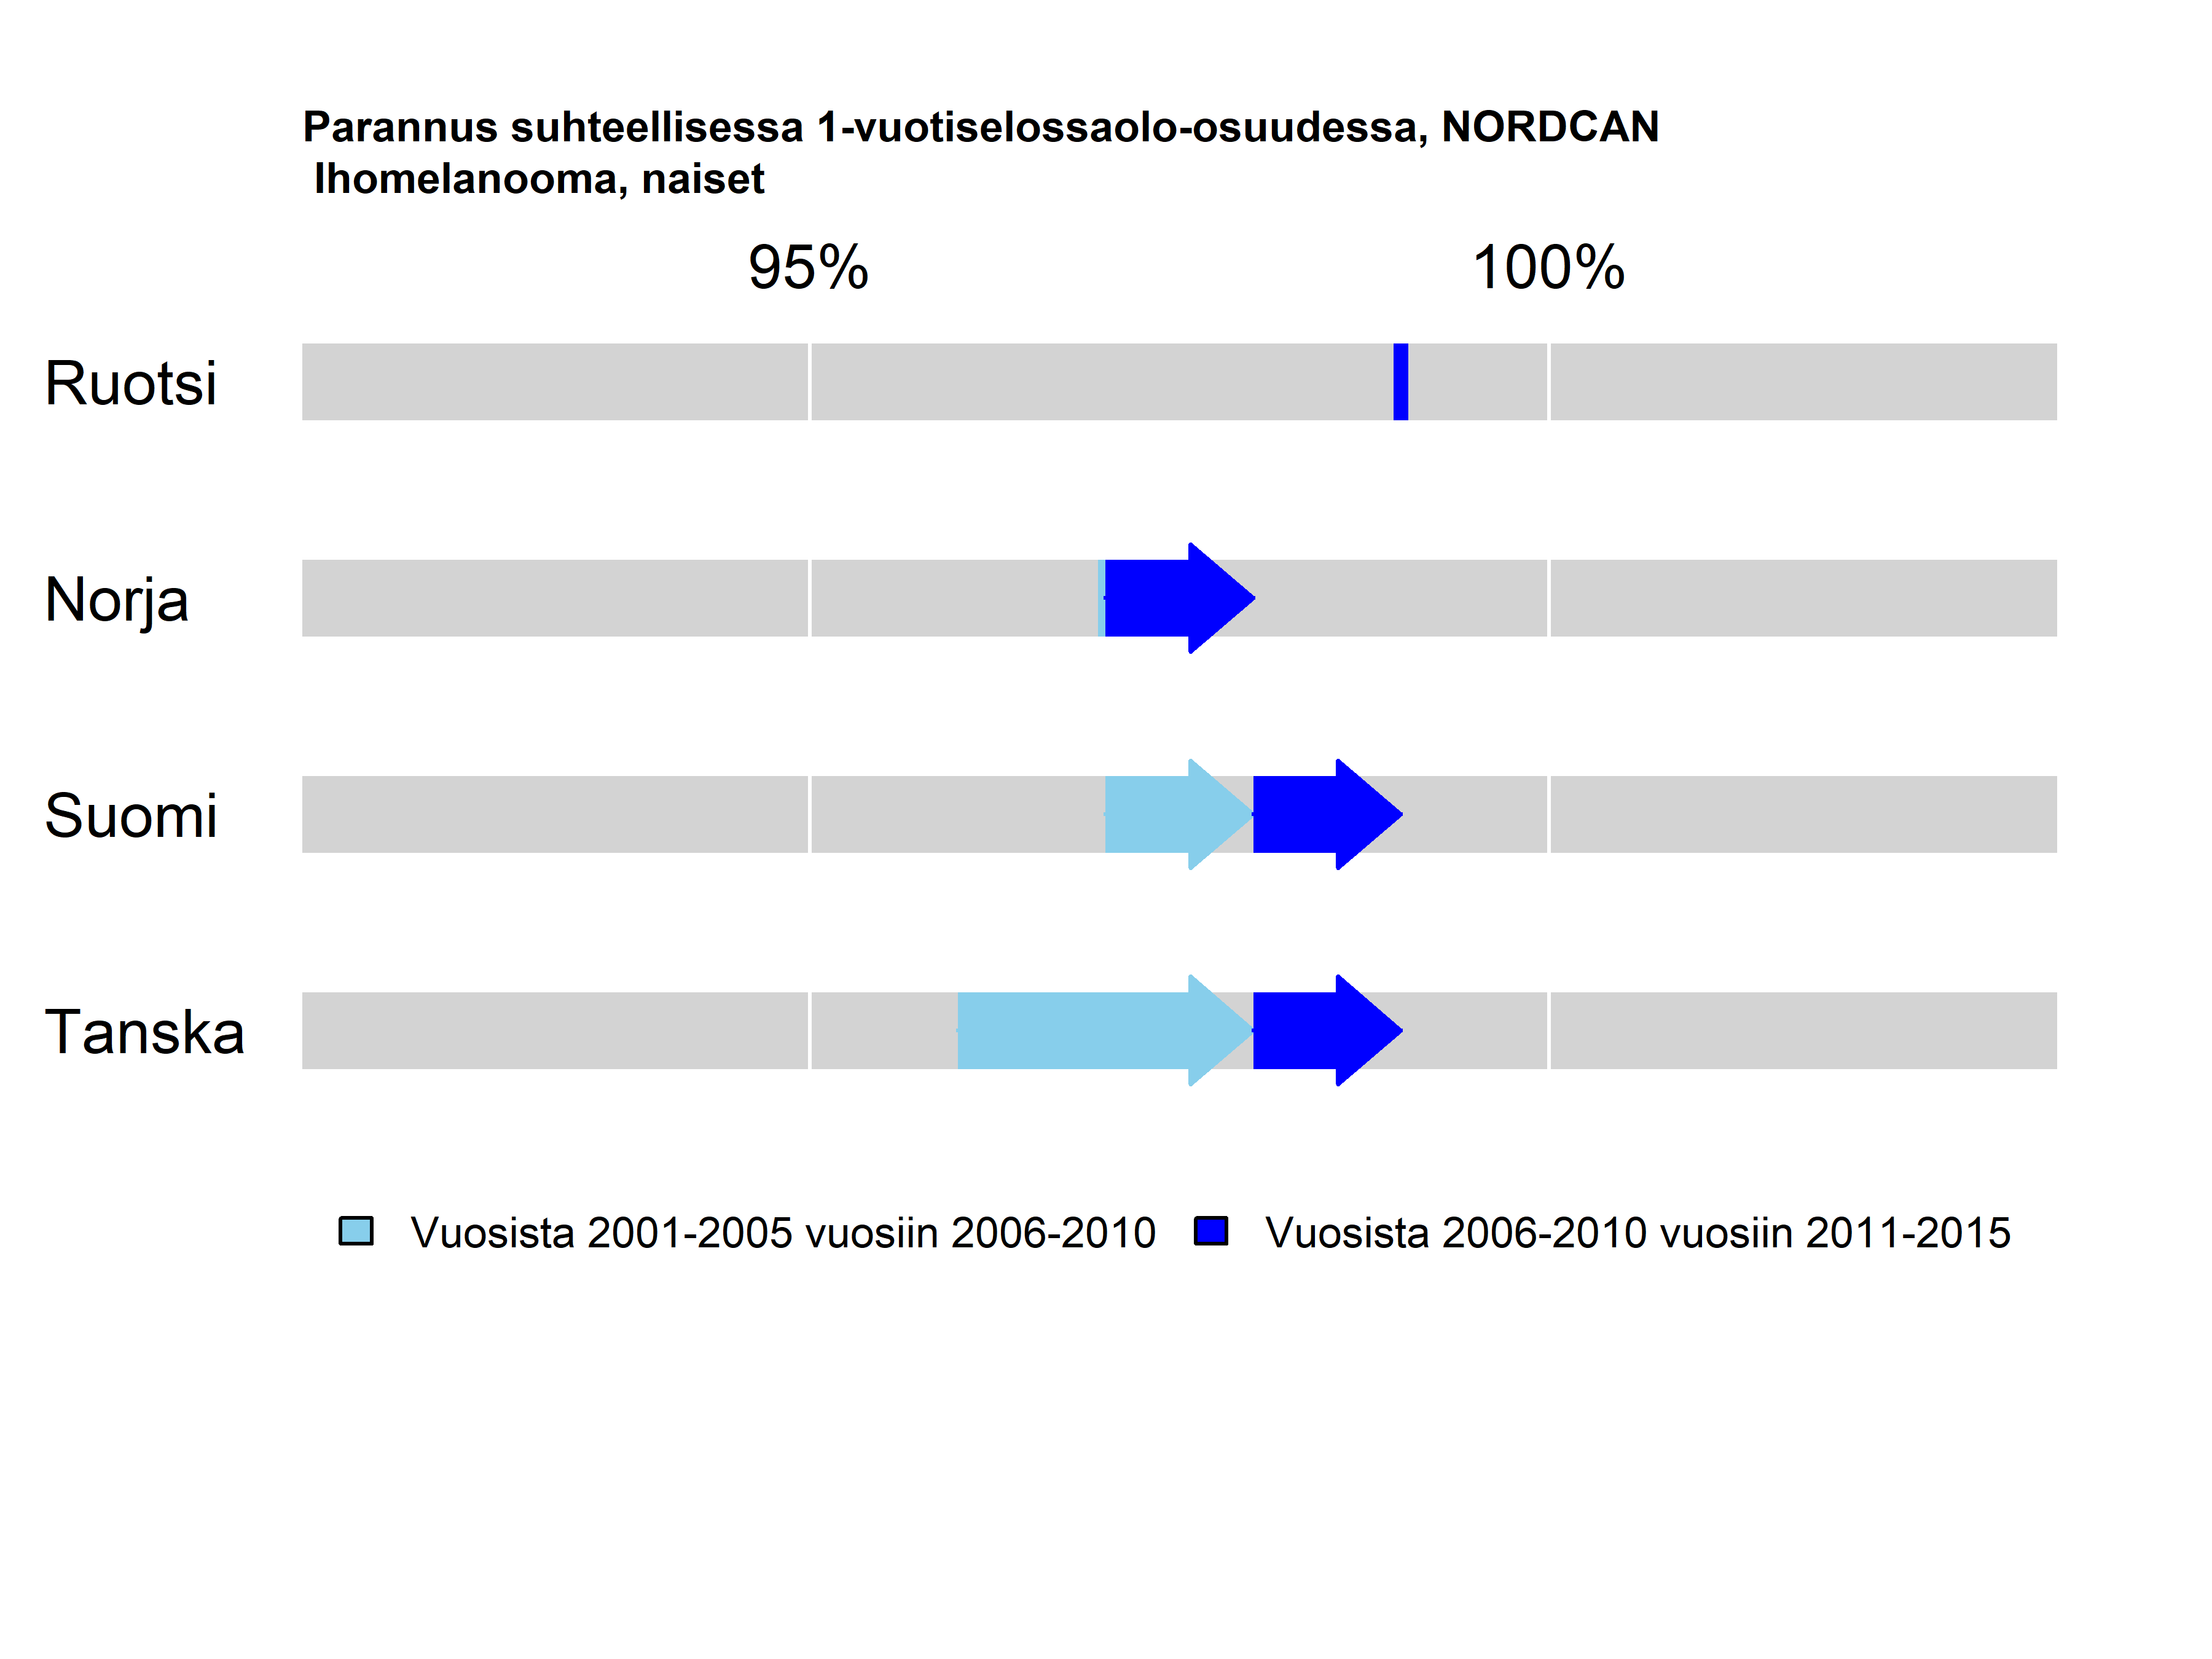 Parannus suhteellisessa 1-vuotiselossaolo-osuudessa, NORDCAN
Ihomelanooma, naiset
95% 100%
Ruotsi
Norja
Suomi
Tanska
Vuosista 2001-2005 vuosiin 2006-2010 Vuosista 2006-2010 vuosiin 2011-2015